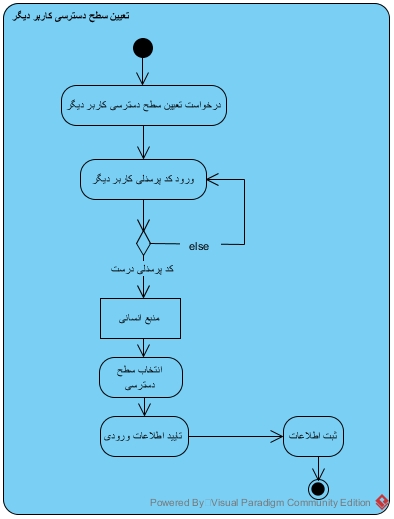 تعیین سطح دسترسی کاربر دیگر
درخواست تعیین سطح دسترسی کاربر دیگر
ورود کد پرسنلی کاربر دیگر
else
کد پرسنلی درست
منبع انسانی
انتخاب سطح
دسترسی
تایید اطلاعات ورودی
ثبت اطلاعات
Powered By Visual Paradigm Community Edition